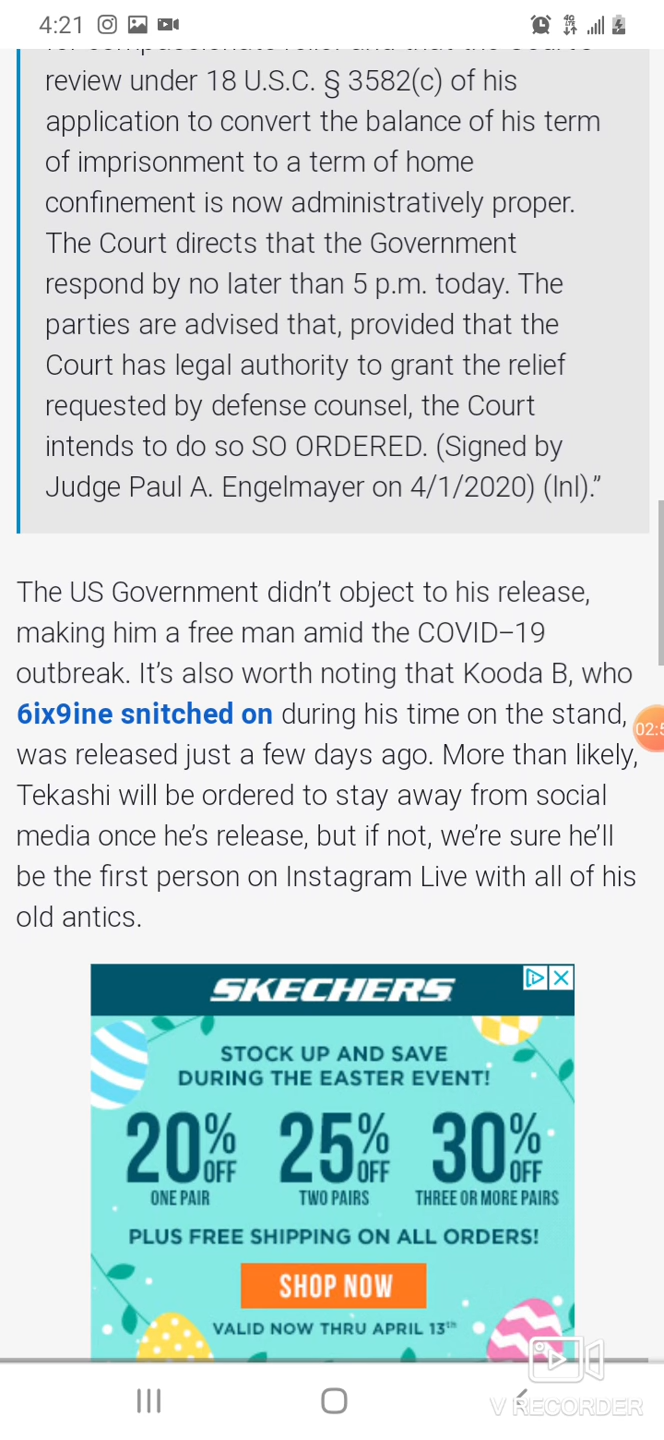 4:21
review under 18 U.S.C. § 3582(c) of his
application to convert the balance of his term
of imprisonment to a term of home
confinement is now administratively proper.
The Court directs that the Government
respond by no later than 5 p.m. today. The
parties are advised that, provided that the
Court has legal authority to grant the relief
requested by defense counsel, the Court
intends to do so SO ORDERED. (Signed by
Judge Paul A. Engelmayer on 4/1/2020) (lnl).”
The US Government didn’t object to his release,
making him a free man amid the COVID–19
outbreak. It’s also worth noting that Kooda B, who
6ix9ine snitched on during his time on the stand,
was released just a few days ago. More than likely,
Tekashi will be ordered to stay away from social
media once he’s release, but if not, we’re sure he’ll
be the first person on Instagram Live with all of his
old antics.
SKECHERS
STOCK UP AND SAVE
DURING THE EASTER EVENT!
20% OFF 25% OFF 30% OFF
ONE PAIR TWO PAIRS THREE OR MORE PAIRS
PLUS FREE SHIPPING ON ALL ORDERS!
SHOP NOW
VALID NOW THRU APRIL 13th
V RECORDER